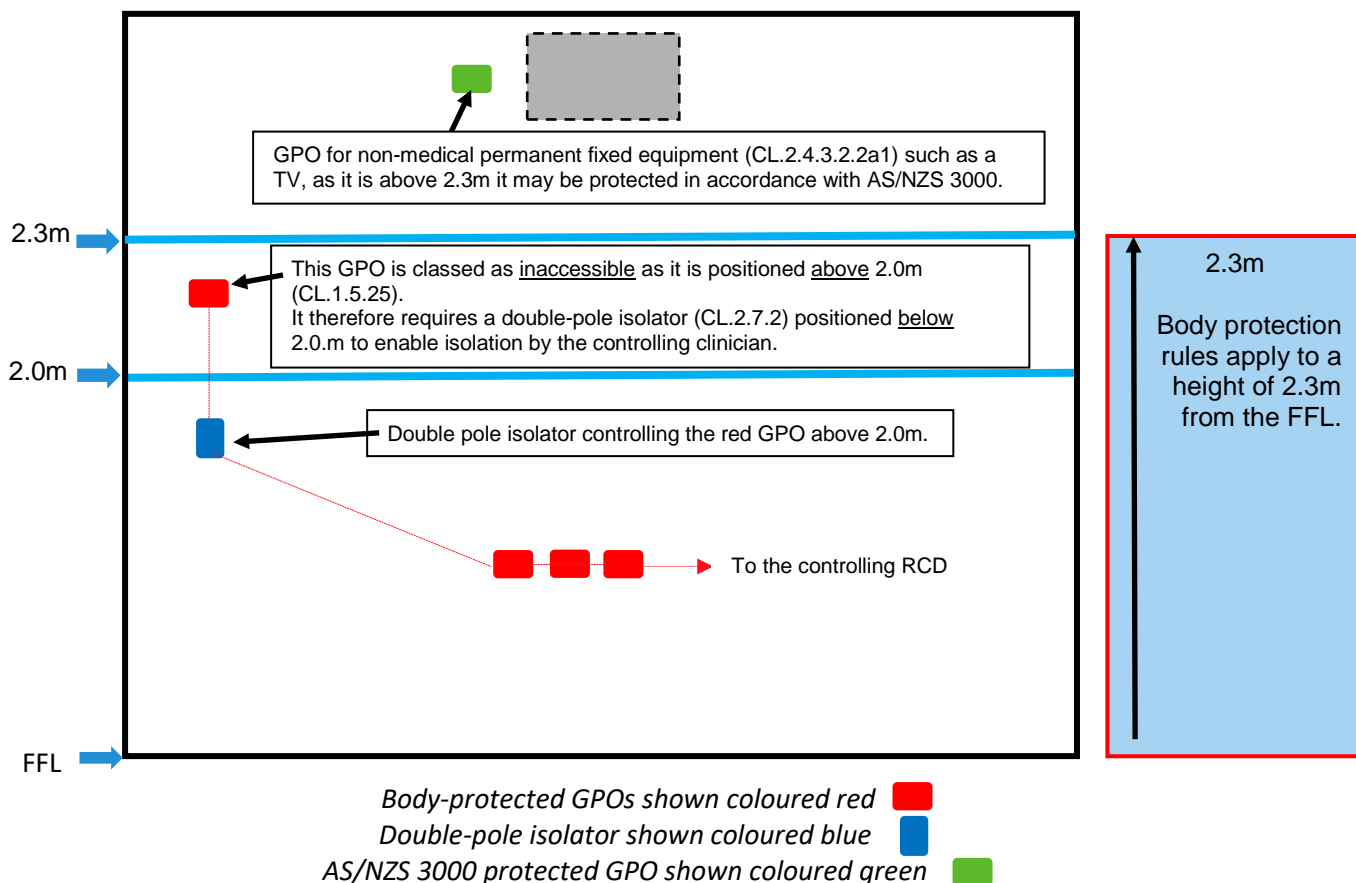 GPO for non-medical permanent fixed equipment (CL.2.4.3.2.2a1) such as a
TV, as it is above 2.3m it may be protected in accordance with AS/NZS 3000.
2.3m
This GPO is classed as inaccessible as it is positioned above 2.0m
(CL.1.5.25).
It therefore requires a double-pole isolator (CL.2.7.2) positioned below
2.0.m to enable isolation by the controlling clinician.
2.3m
Body protection
rules apply to a
height of 2.3m
from the FFL.
2.0m
Double pole isolator controlling the red GPO above 2.0m.
To the controlling RCD
FFL
Body-protected GPOs shown coloured red
Double-pole isolator shown coloured blue
AS/NZS 3000 protected GPO shown coloured green